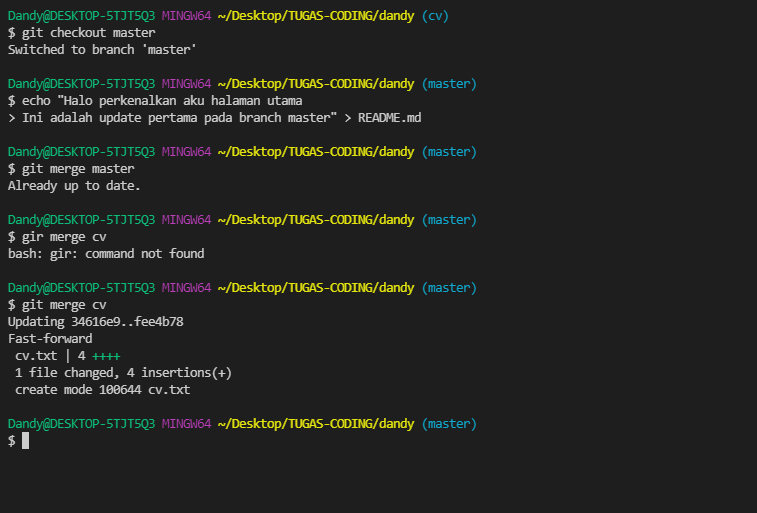 Dandy@DESKTOP-5TJT5Q3 MINGW64 ~/Desktop/TUGAS-CODING/dandy (cv)
$ git checkout master
Switched to branch 'master'
Dandy@DESKTOP-5TJT5Q3 MINGW64 ~/Desktop/TUGAS-CODING/dandy (master)
$ echo "Halo perkenalkan aku halaman utama
> Ini adalah update pertama pada branch master" > README.md
Dandy@DESKTOP-5TJT5Q3 MINGW64 ~/Desktop/TUGAS-CODING/dandy (master)
$ git merge master
Already up to date.
Dandy@DESKTOP-5TJT5Q3 MINGW64 ~/Desktop/TUGAS-CODING/dandy (master)
$ gir merge cv
bash: gir: command not found
Dandy@DESKTOP-5TJT5Q3 MINGW64 ~/Desktop/TUGAS-CODING/dandy (master)
$ git merge cv
Updating 34616e9..fee4b78
Fast-forward
 cv.txt | 4 ++++
 1 file changed, 4 insertions(+)
 create mode 100644 cv.txt
Dandy@DESKTOP-5TJT5Q3 MINGW64 ~/Desktop/TUGAS-CODING/dandy (master)
$